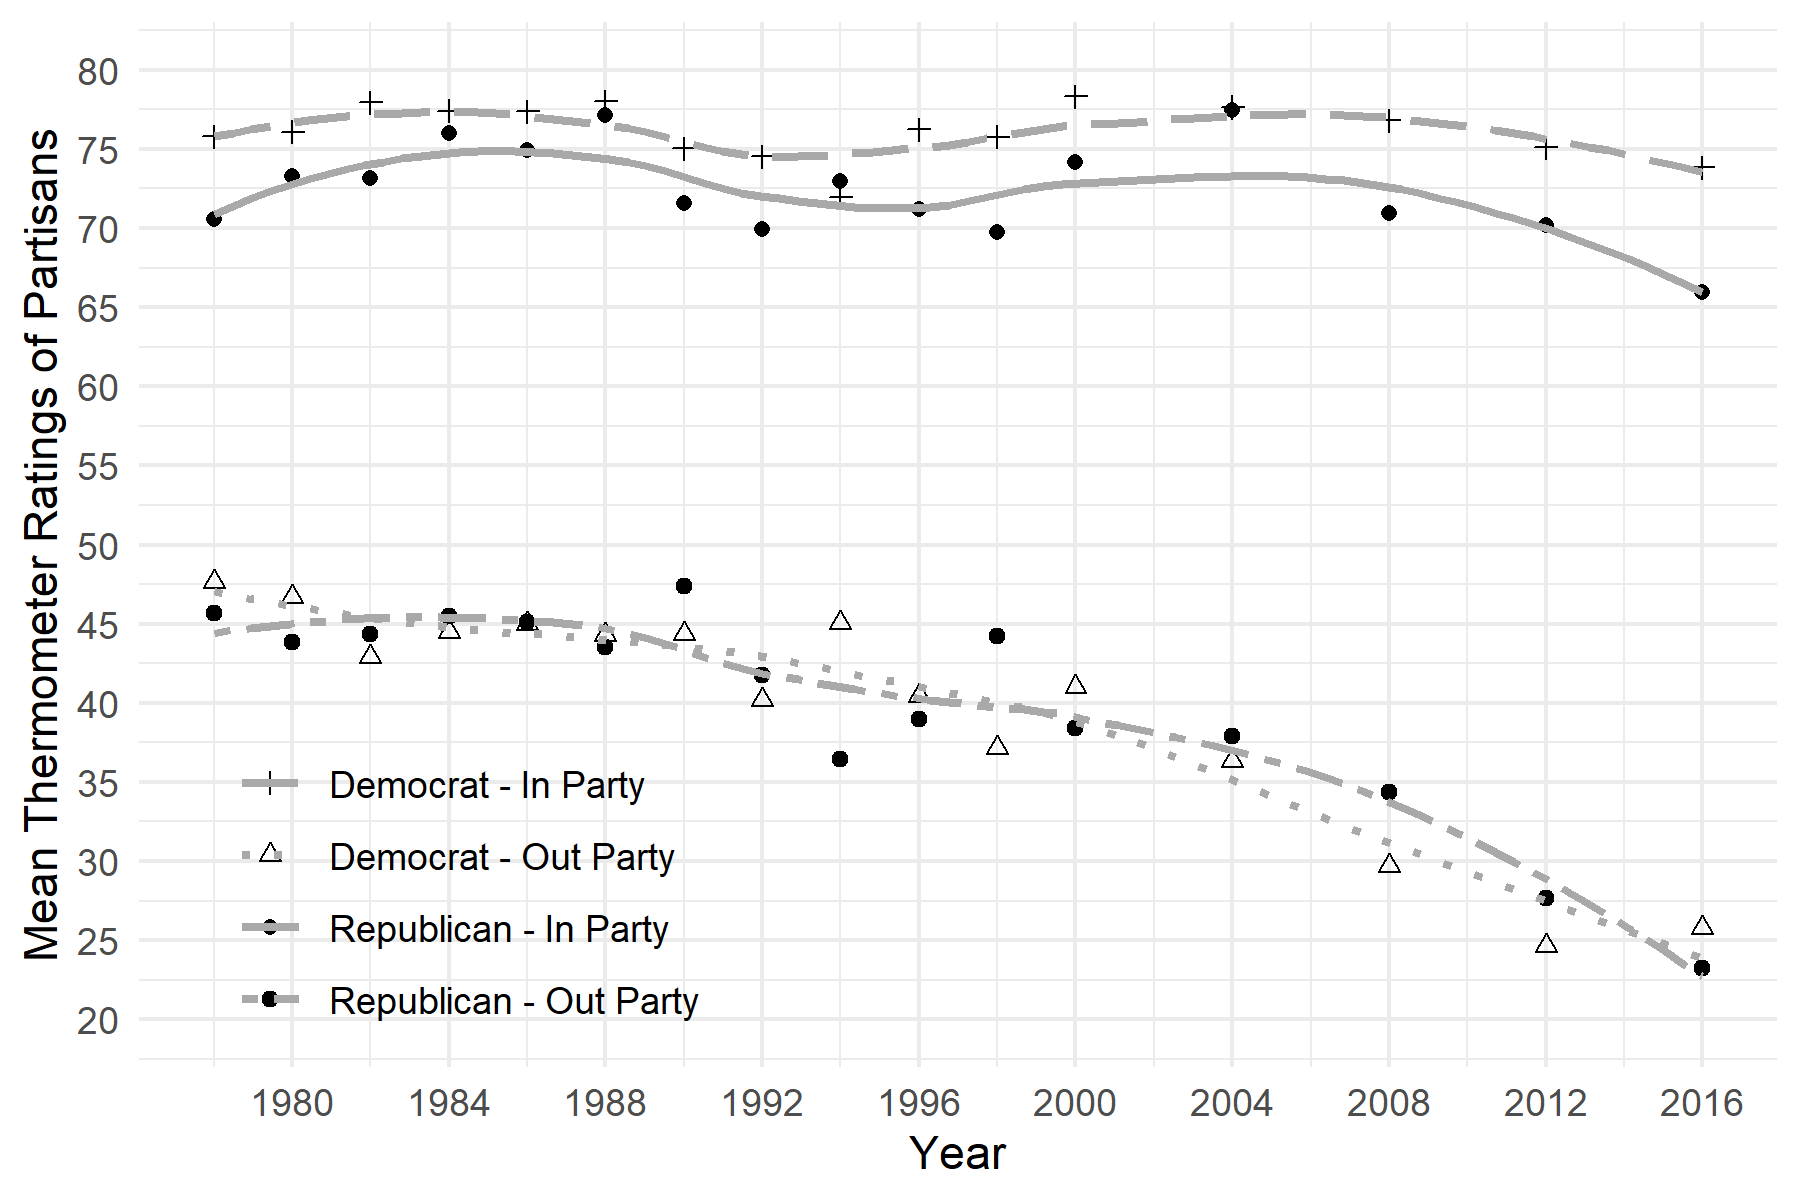 Mean Thermometer Ratings of Partisans
80
75
70
65
60
55
50
45
40
35
30
25
20
Democrat - In Party
Democrat - Out Party
Republican - In Party
Republican - Out Party
1980 1984 1988 1992 1996 2000 2004 2008 2012 2016
Year